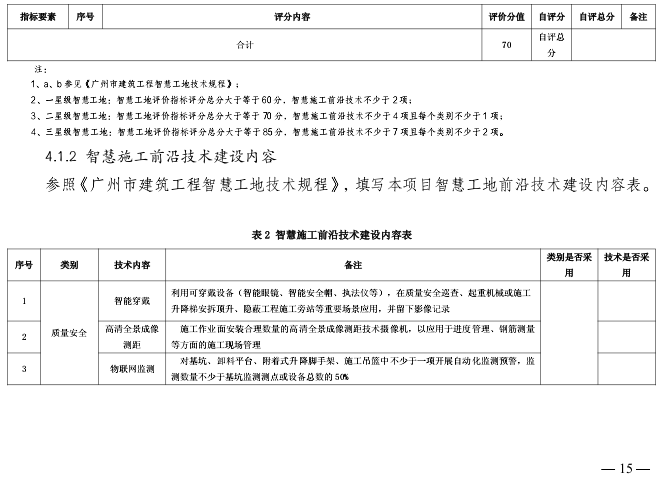 指标要素 序号 评分内容 评价分值 自评分 自评总分 备注
合计 70 自评总
分
注：
1、a、b参见《广州市建筑工程智慧工地技术规程》；
2、一星级智慧工地：智慧工地评价指标评分总分大于等于60分，智慧施工前沿技术不少于2项；
3、二星级智慧工地：智慧工地评价指标评分总分大于等于70分，智慧施工前沿技术不少于4项且每个类别不少于1项；
4、三星级智慧工地：智慧工地评价指标评分总分大于等于85分，智慧施工前沿技术不少于7项且每个类别不少于2项。
4.1.2 智慧施工前沿技术建设内容
参照《广州市建筑工程智慧工地技术规程》，填写本项目智慧工地前沿技术建设内容表。
表2 智慧施工前沿技术建设内容表
序号 类别 技术内容 备注 类别是否采
用 技术是否采
用
1 质量安全 智能穿戴 利用可穿戴设备（智能眼镜、智能安全帽、执法仪等），在质量安全巡查、起重机械或施工
升降梯安拆顶升、隐蔽工程施工旁站等重要场景应用，并留下影像记录
2 高清全景成像
测距 施工作业面安装合理数量的高清全景成像测距技术摄像机，以应用于进度管理、钢筋测量
等方面的施工现场管理
3 物联网监测 对基坑、卸料平台、附着式升降脚手架、施工吊篮中不少于一项开展自动化监测预警，监
测数量不少于基坑监测测点或设备总数的50%
— 15 —